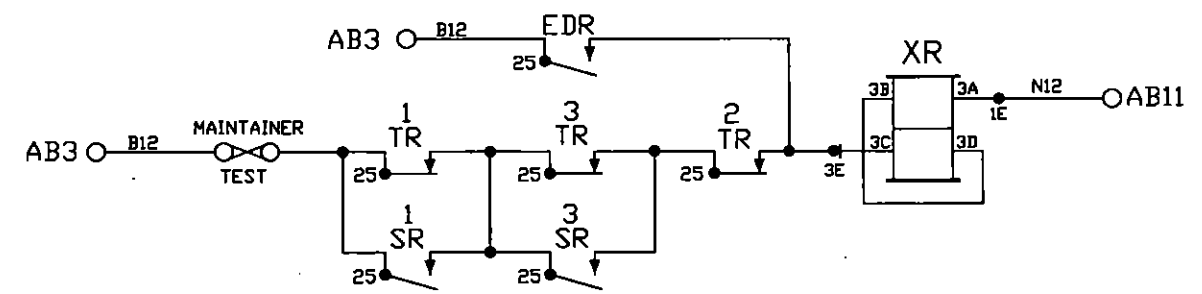 AB3 B12 EDR
25
XR
3B 3A N12 AB11
1E
3C 3D
3E
AB3 B12 MAINTAINER TEST
1 TR
25
3 TR
25
2 TR
25
1 SR
25
3 SR
25